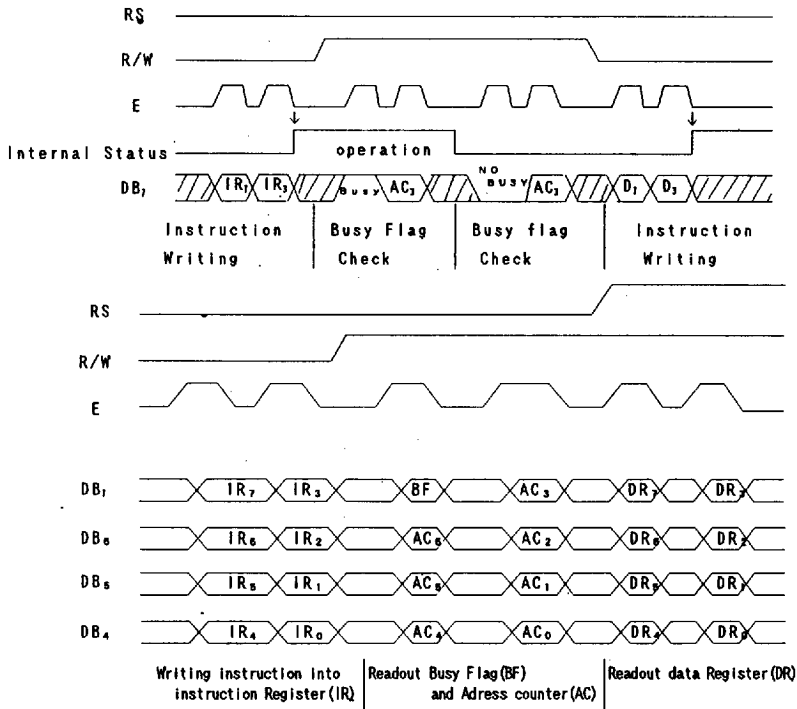 RS
R/W
E
Internal Status operation
DB₇ IR₇ IR₃ BUSY AC₃ NO BUSY AC₃ D₇ D₃
Instruction Busy Flag Busy flag Instruction
Writing Check Check Writing
RS
R/W
E
DB₇ IR₇ IR₃ BF AC₃ DR₇ DR₃
DB₆ IR₆ IR₂ AC₆ AC₂ DR₆ DR₂
DB₅ IR₅ IR₁ AC₅ AC₁ DR₅ DR₁
DB₄ IR₄ IR₀ AC₄ AC₀ DR₄ DR₀
Writing instruction into Readout Busy Flag(BF) Readout data Register(DR)
instruction Register(IR) and Adress counter(AC)